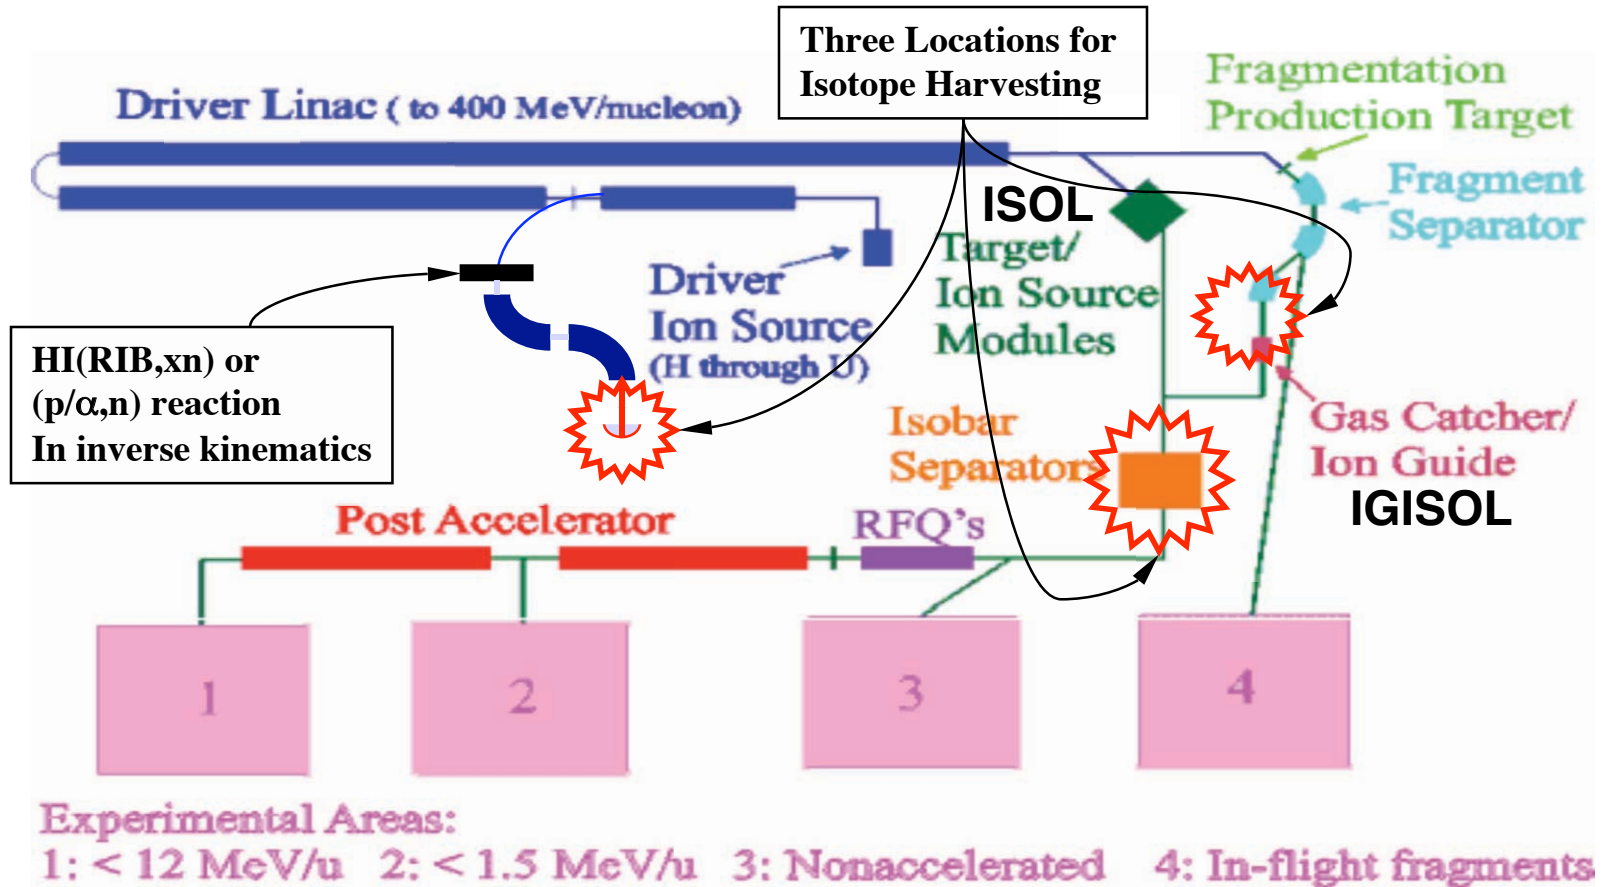 Three Locations for
Isotope Harvesting
Driver Linac ( to 400 MeV/nucleon)
Fragmentation
Production Target
Fragment
Separator
ISOL
Target/
Ion Source
Modules
Driver
Ion Source
(H through U)
HI(RIB,xn) or
(p/α,n) reaction
In inverse kinematics
Isobar
Separators
Gas Catcher/
Ion Guide
IGISOL
Post Accelerator
RFQ's
1
2
3
4
Experimental Areas:
1: < 12 MeV/u 2: < 1.5 MeV/u 3: Nonaccelerated 4: In-flight fragments